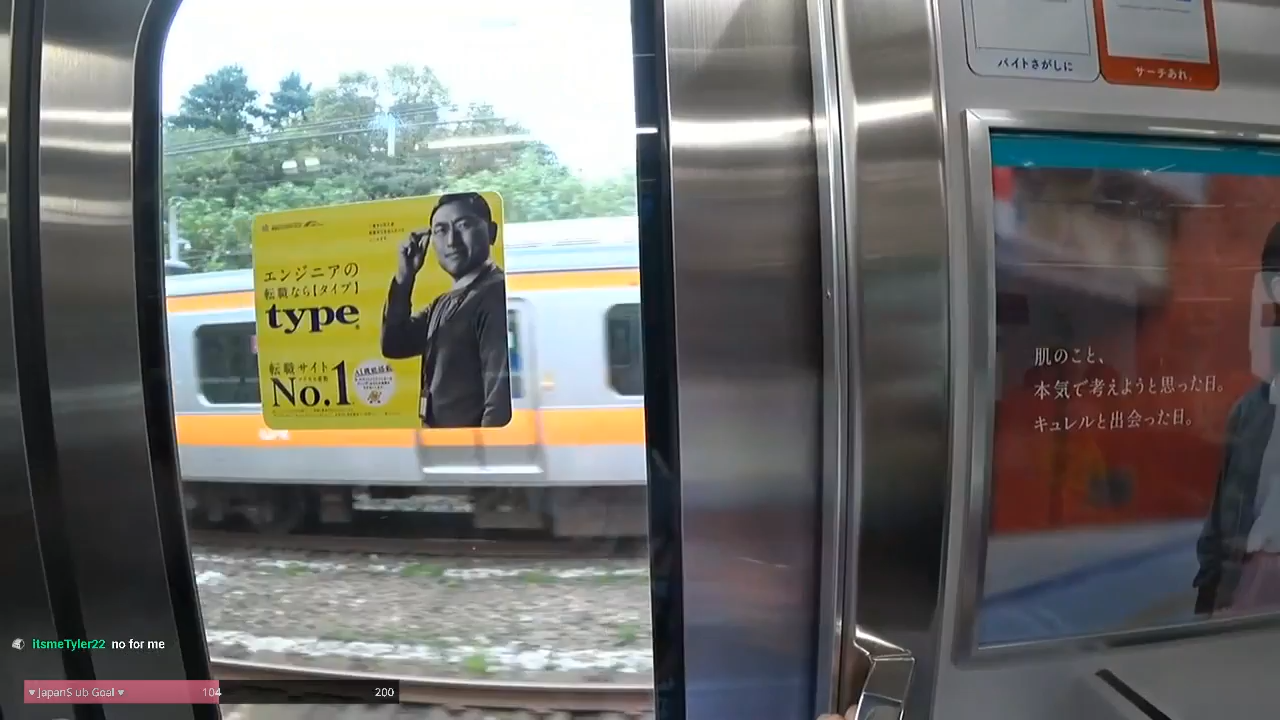 バイトさがしに
サーチあれ。
エンジニアの
転職なら【タイプ】
type
転職サイト
No.1
肌のこと、
本気で考えようと思った日。
キュレルと出会った日。
itsmeTyler22 no for me
♥ JapanSub Goal ♥ 104 200